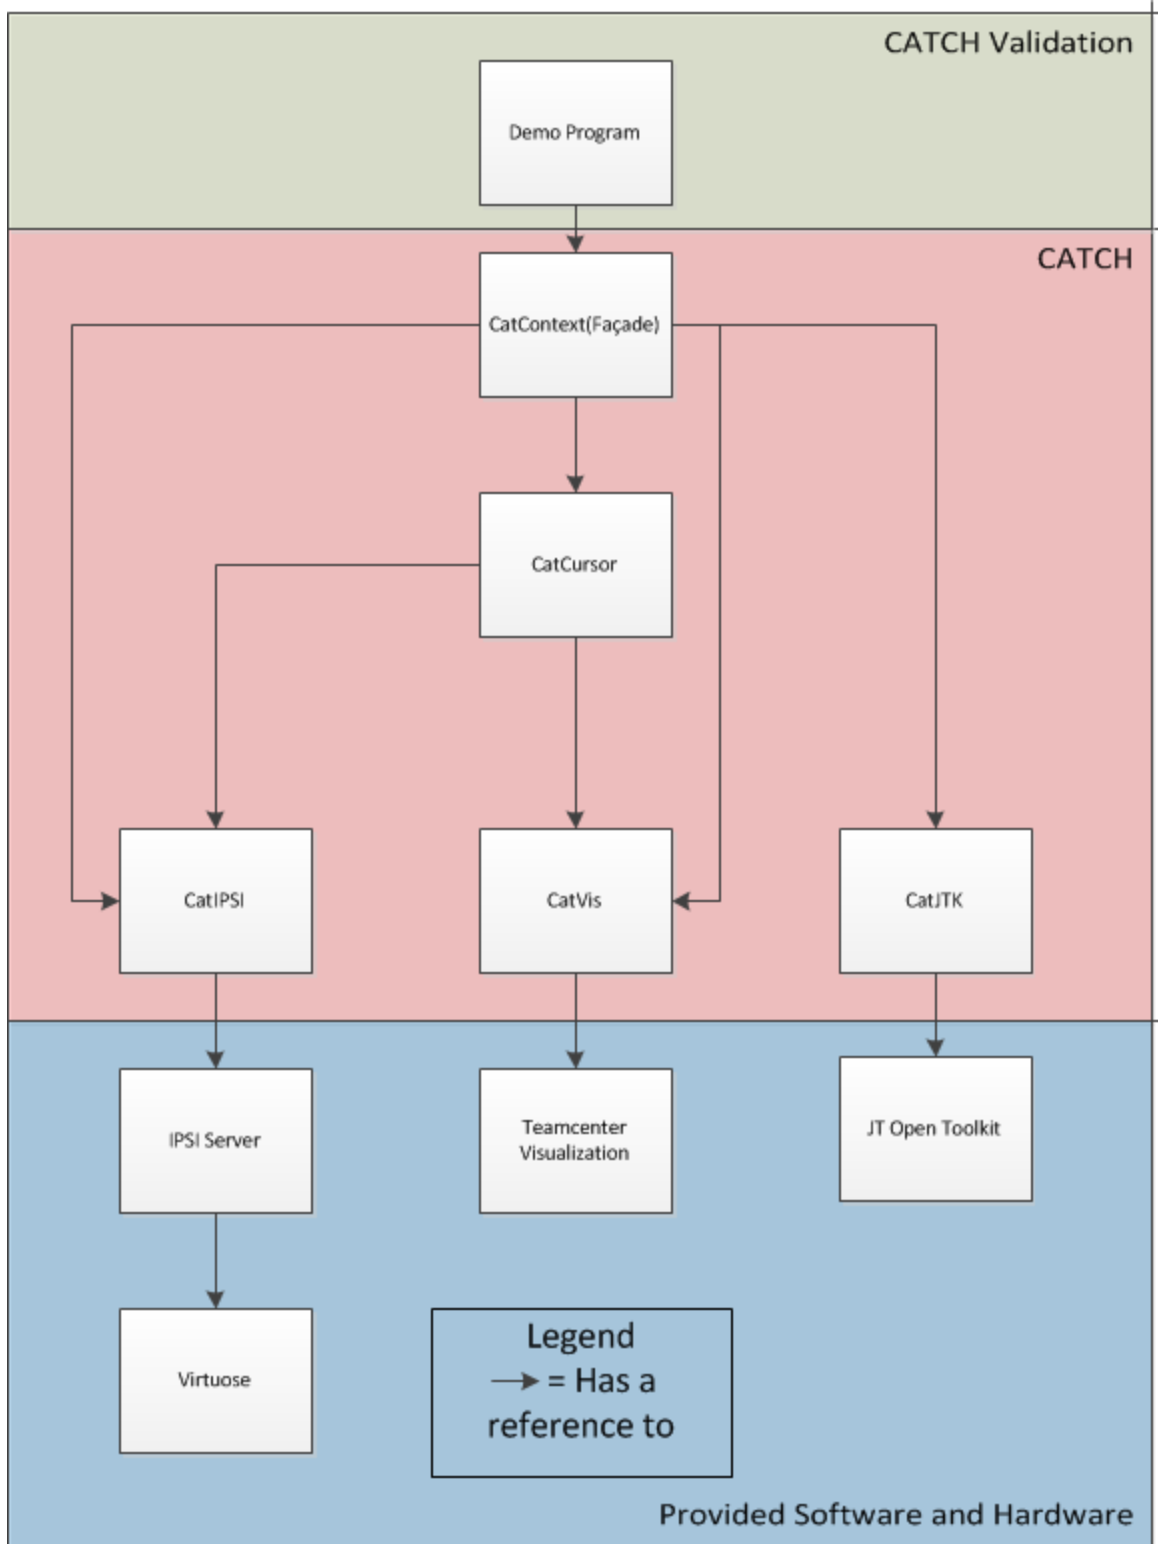 CATCH Validation
Demo Program
CATCH
CatContext(Façade)
CatCursor
CatIPSI
CatVis
CatJTK
IPSI Server
Teamcenter
Visualization
JT Open Toolkit
Virtuose
Legend
= Has a
reference to
Provided Software and Hardware